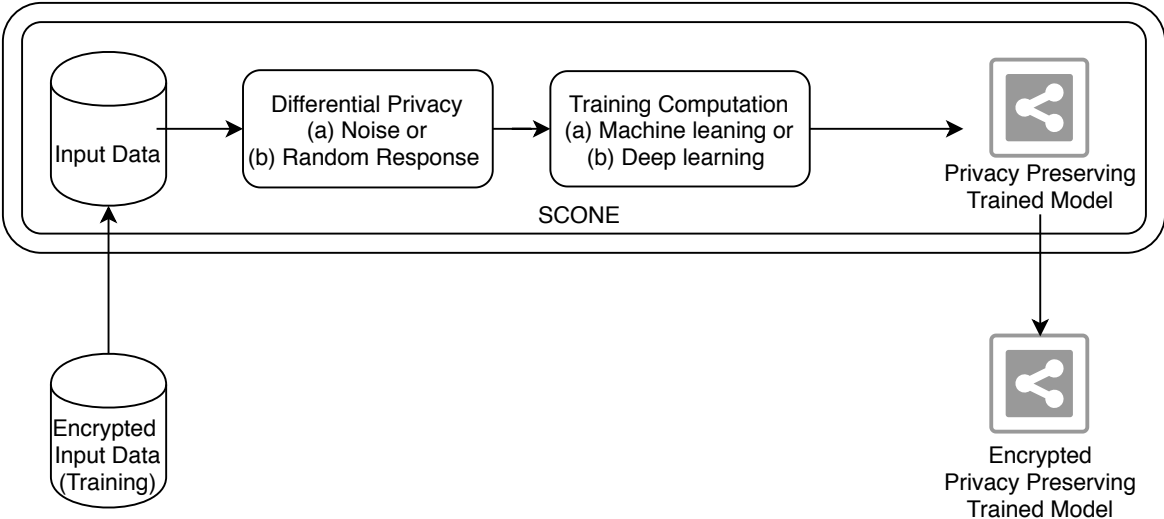 Input Data
Differential Privacy
(a) Noise or
(b) Random Response
Training Computation
(a) Machine leaning or
(b) Deep learning
Privacy Preserving
Trained Model
SCONE
Encrypted
Input Data
(Training)
Encrypted
Privacy Preserving
Trained Model